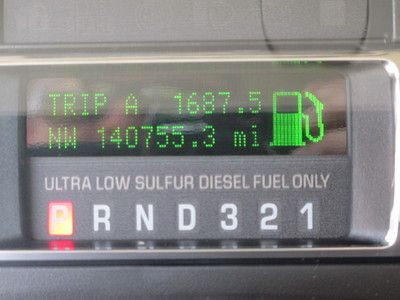 TRIP A 1687.5
NW 140755.3 mi
ULTRA LOW SULFUR DIESEL FUEL ONLY
P R N D 3 2 1